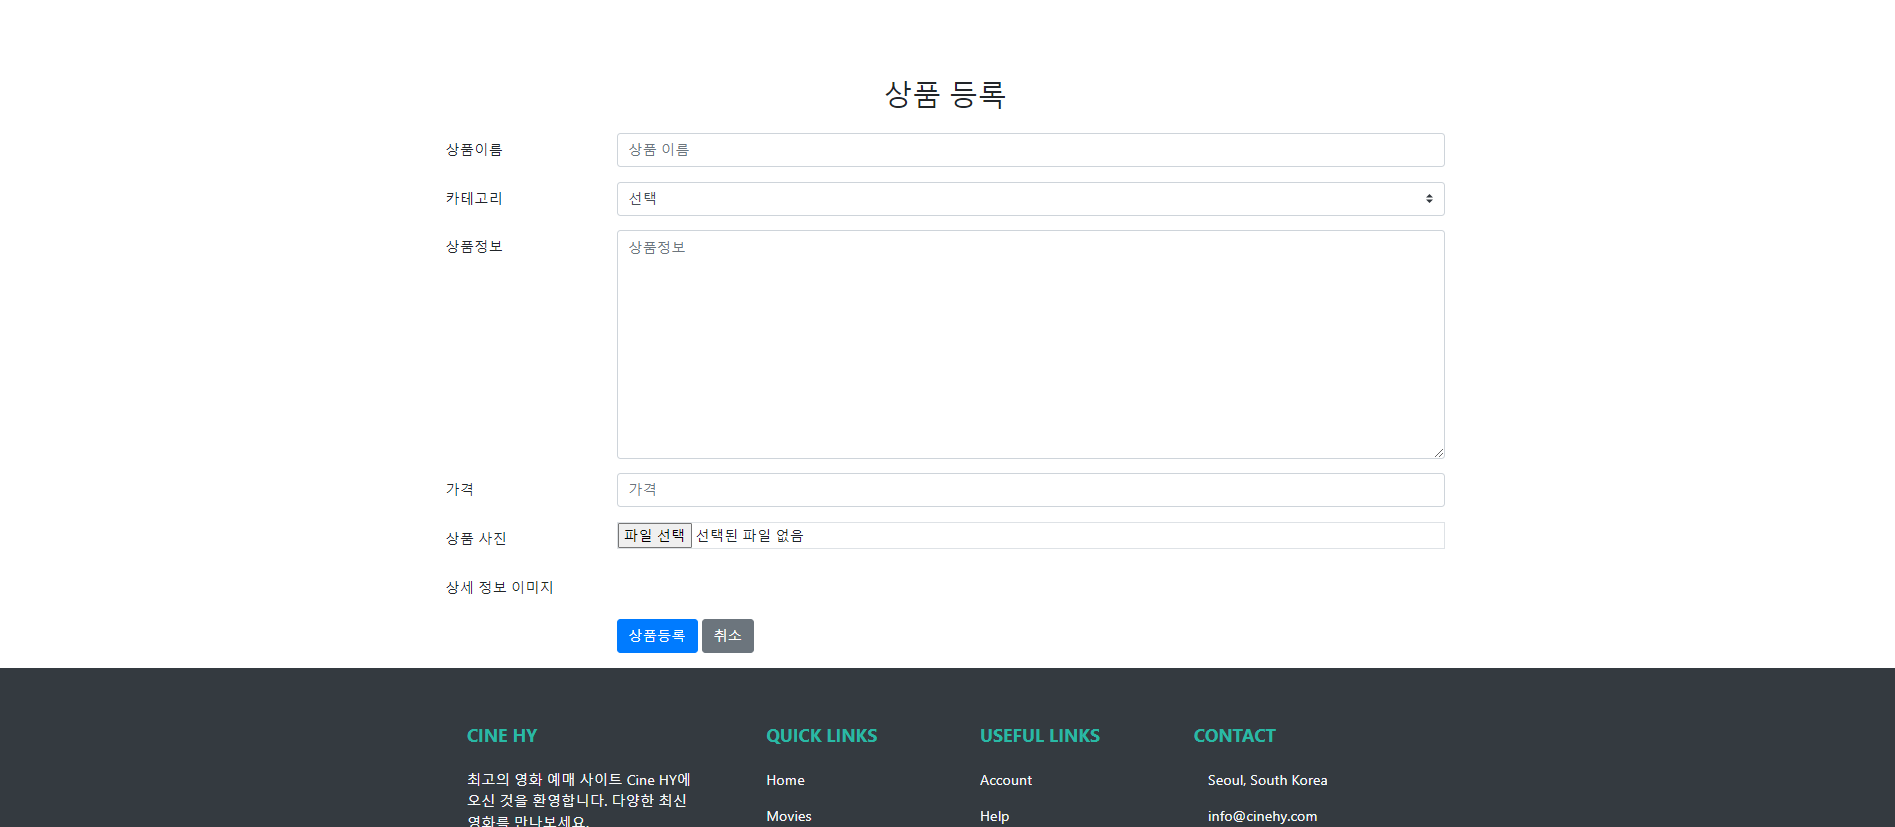 상품 등록
상품이름
상품 이름
카테고리
선택
상품정보
상품정보
가격
가격
상품 사진
파일 선택 선택된 파일 없음
상세 정보 이미지
상품등록 취소
CINE HY
최고의 영화 예매 사이트 Cine HY에
오신 것을 환영합니다. 다양한 최신
영화를 만나보세요.
QUICK LINKS
Home
Movies
USEFUL LINKS
Account
Help
CONTACT
Seoul, South Korea
info@cinehy.com